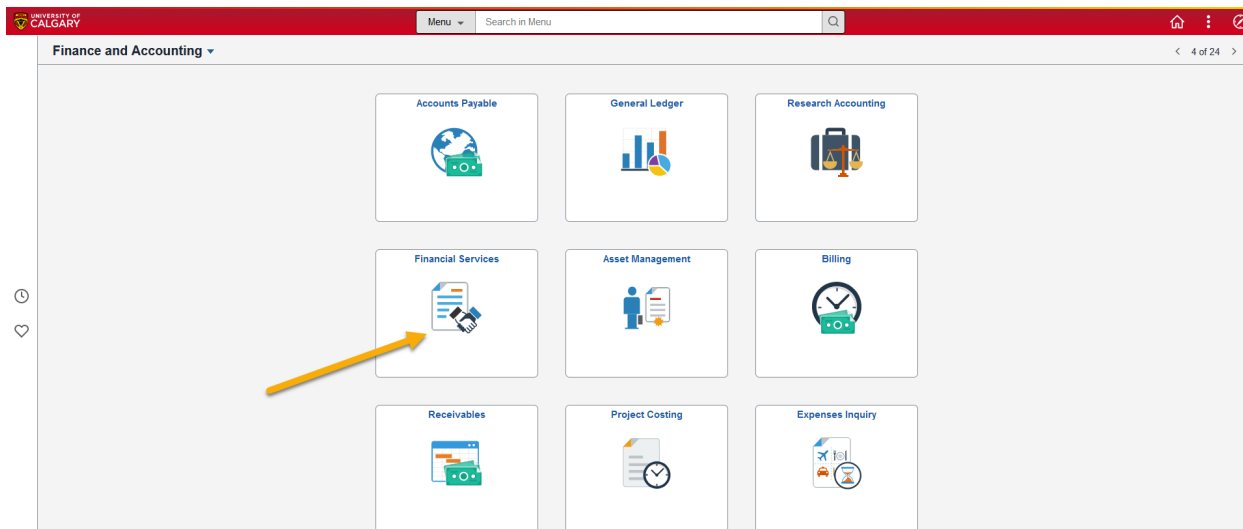 UNIVERSITY OF
CALGARY
Menu
Search in Menu
Finance and Accounting
4 of 24
Accounts Payable
General Ledger
Research Accounting
Financial Services
Asset Management
Billing
Receivables
Project Costing
Expenses Inquiry